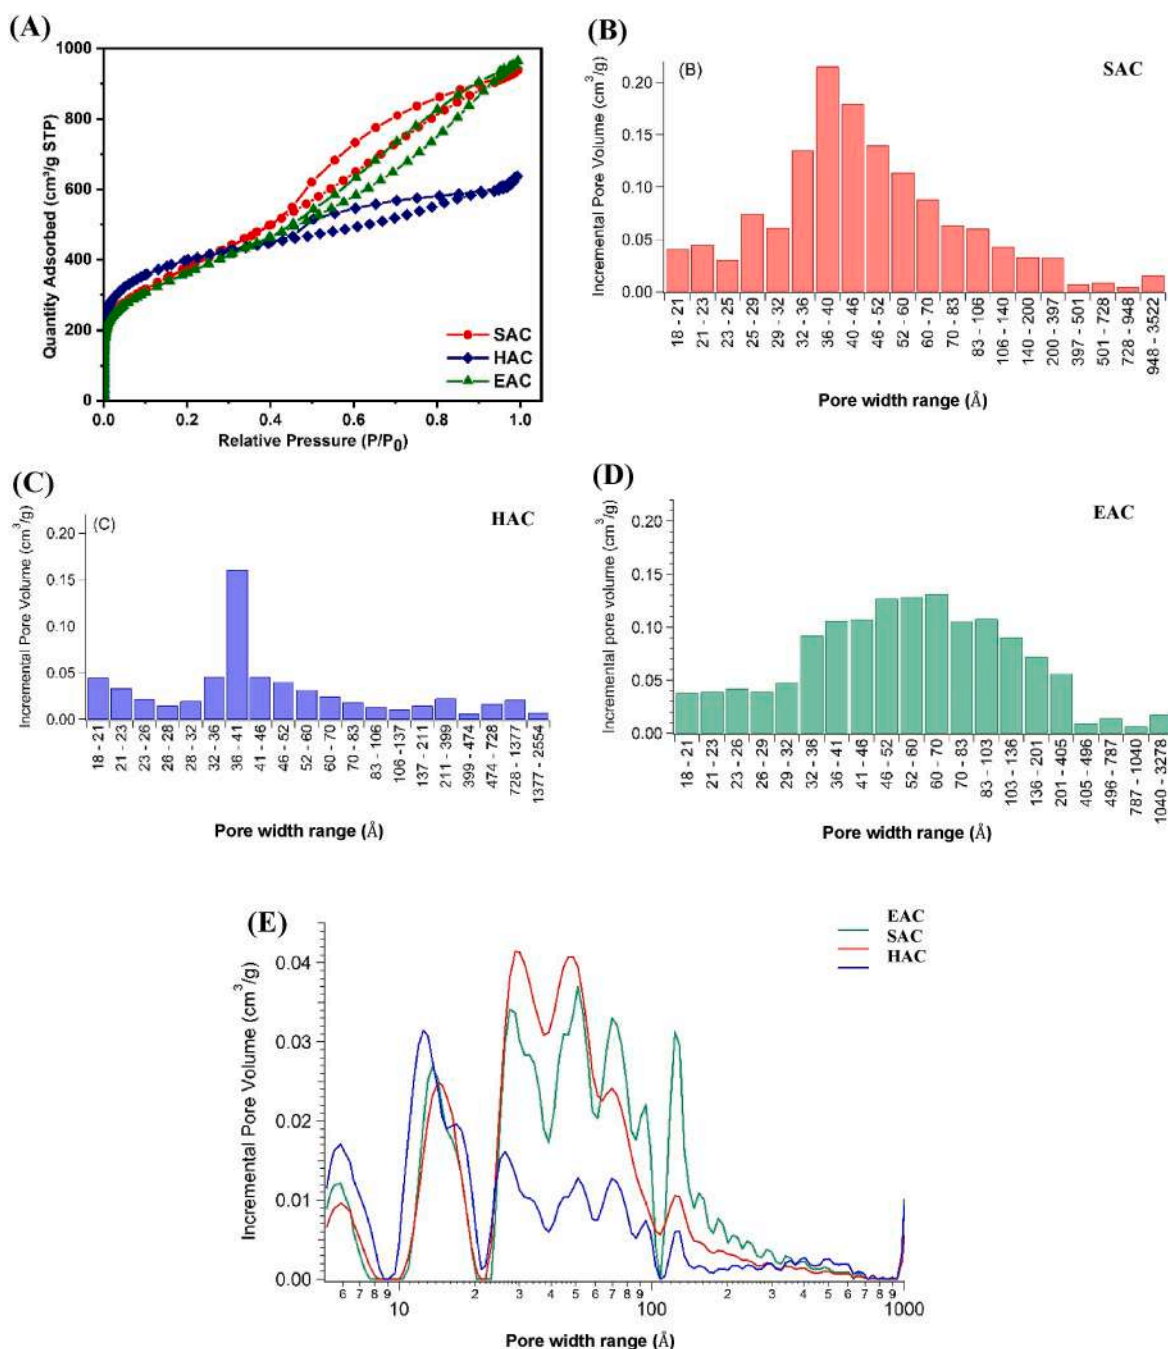 (A)
1000
800
600
400
200
0
Quantity Adsorbed (cm³/g STP)
SAC
HAC
EAC
0.0 0.2 0.4 0.6 0.8 1.0
Relative Pressure (P/P₀)
(B)
(B)
SAC
0.20
0.15
0.10
0.05
0.00
Incremental Pore Volume (cm³/g)
18 - 21
21 - 23
23 - 25
25 - 29
29 - 32
32 - 36
36 - 40
40 - 46
46 - 52
52 - 60
60 - 70
70 - 83
83 - 106
106 - 140
140 - 200
200 - 397
397 - 501
501 - 728
728 - 948
948 - 3522
Pore width range (Å)
(C)
(C)
HAC
0.20
0.15
0.10
0.05
0.00
Incremental Pore Volume (cm³/g)
18 - 21
21 - 23
23 - 26
26 - 28
28 - 32
32 - 36
36 - 41
41 - 46
46 - 52
52 - 60
60 - 70
70 - 83
83 - 106
106 -137
137 - 211
211 - 399
399 - 474
474 - 728
728 - 1377
1377 - 2554
Pore width range (Å)
(D)
EAC
0.20
0.15
0.10
0.05
0.00
Incremental pore volume (cm³/g)
18 - 21
21 - 23
23 - 26
26 - 29
29 - 32
32 - 36
36 - 41
41 - 46
46 - 52
52 - 60
60 - 70
70 - 83
83 - 103
103 - 136
136 - 201
201 - 405
405 - 496
496 - 787
787 - 1040
1040 - 3278
Pore width range (Å)
(E)
EAC
SAC
HAC
0.04
0.03
0.02
0.01
0.00
Incremental Pore Volume (cm³/g)
6 7 8 9 10 2 3 4 5 6 7 8 9 100 2 3 4 5 6 7 8 9 1000
Pore width range (Å)